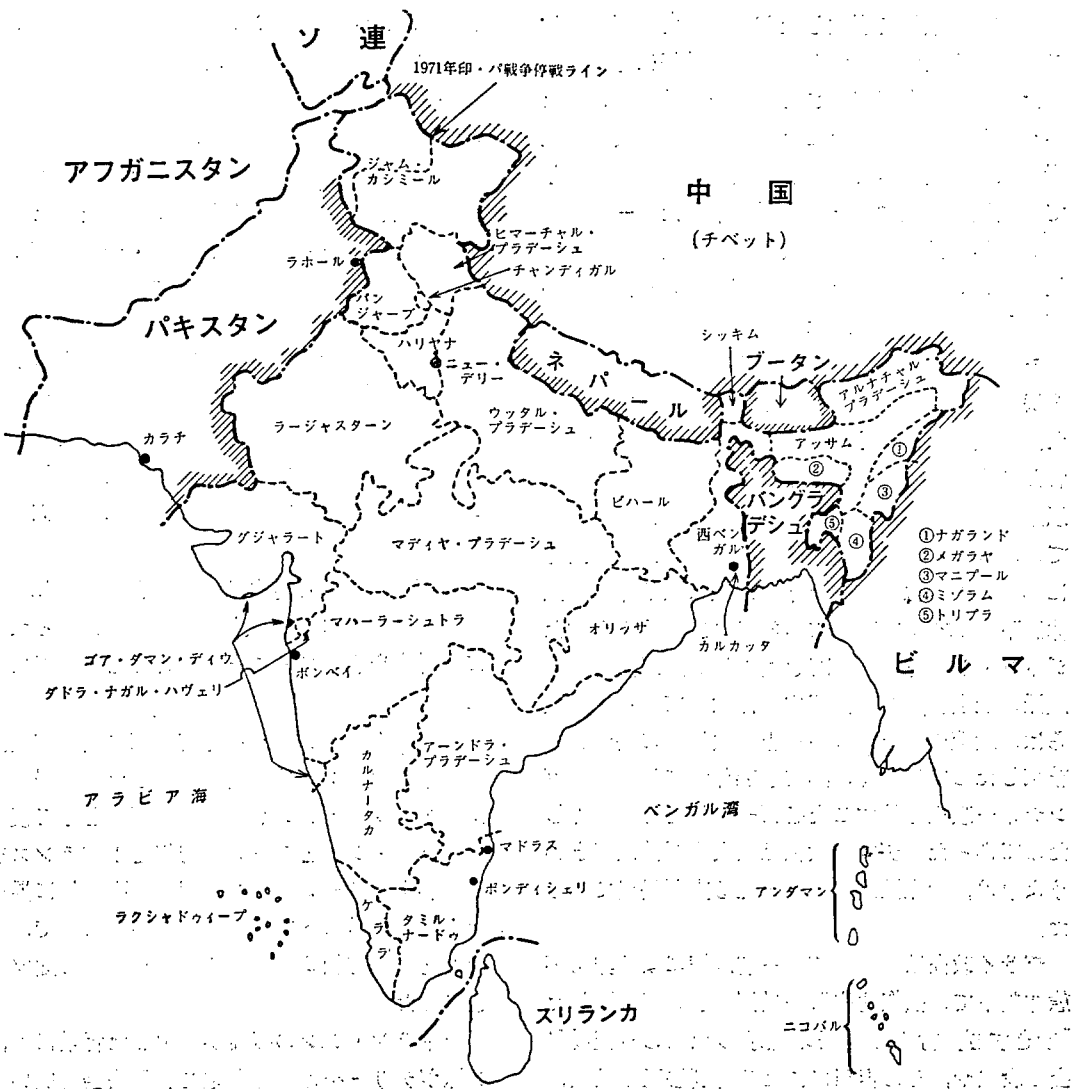 ソ 連
1971年印・パ戦争停戦ライン
アフガニスタン
ジャム・
カシミール
中 国
(チベット)
ヒマーチャル・
プラデーシュ
ラホール
チャンディガル
パン
ジャーブ
パキスタン
ハリヤナ
ニュー・
デリー
ネパール
シッキム
ブータン
アルナチャル
プラデーシュ
カラチ
ラージャスターン
ウッタル・
プラデーシュ
アッサム
①
②
③
④
⑤
ビハール
バングラ
デシュ
西ベン
ガル
グジャラート
マディヤ・プラデーシュ
①ナガランド
②メガラヤ
③マニプール
④ミゾラム
⑤トリプラ
マハーラーシュトラ
オリッサ
カルカッタ
ゴア・ダマン・ディウ
ダドラ・ナガル・ハヴェリ
ボンベイ
ビ ル マ
カルナータカ
アーンドラ・
プラデーシュ
アラビア海
ベンガル湾
マドラス
ポンディシェリ
アンダマン
ラクシャドゥイープ
ケララ
タミル・
ナードゥ
スリランカ
ニコバル